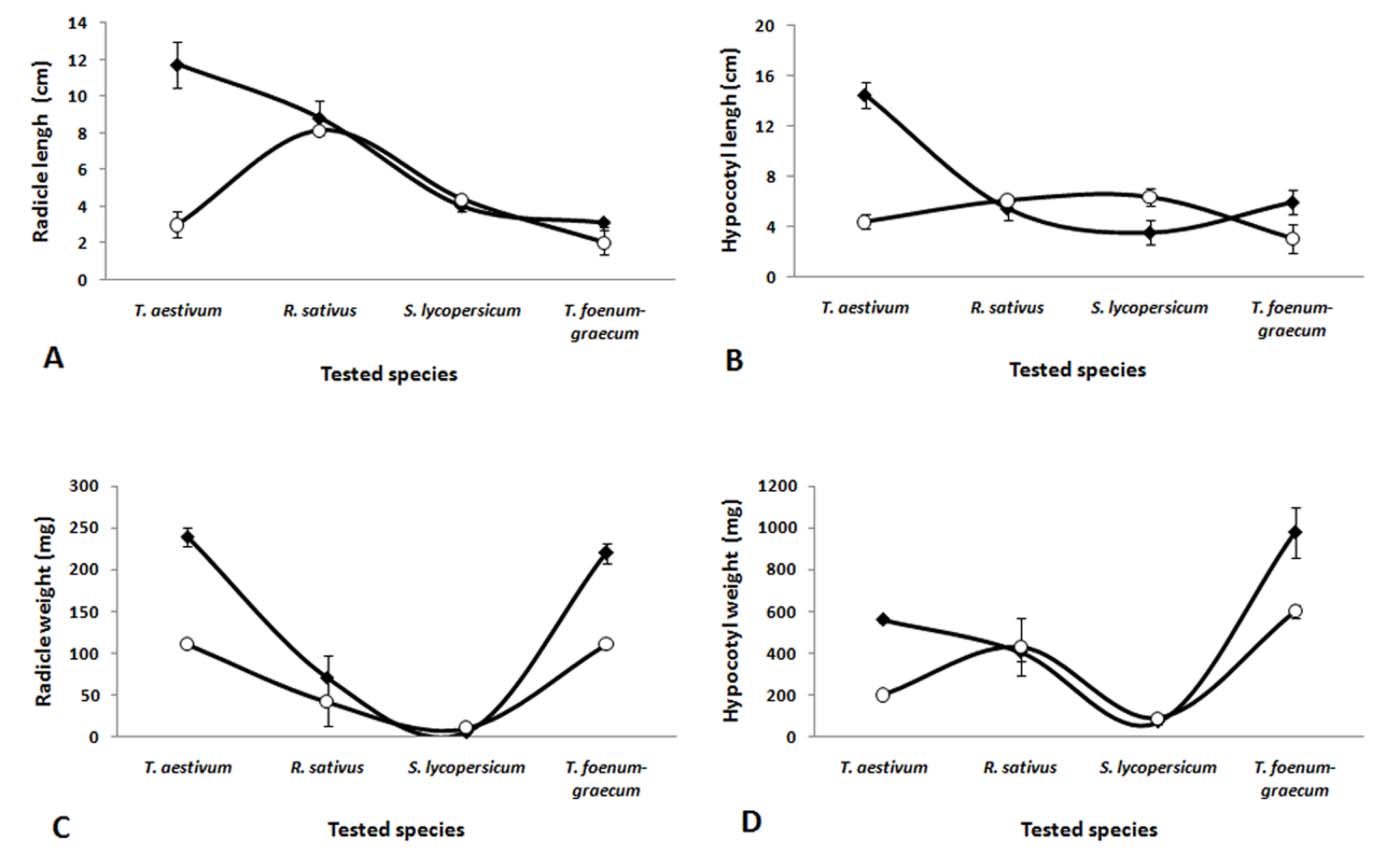 14
12
10
8
6
4
2
0
Radicle lengh (cm)
T. aestivum R. sativus S. lycopersicum T. foenum-
graecum
A
Tested species
20
16
12
8
4
0
Hypocotyl lengh (cm)
T. aestivum R. sativus S. lycopersicum T. foenum-
graecum
B
Tested species
300
250
200
150
100
50
0
Radicle weight (mg)
T. aestivum R. sativus S. lycopersicum T. foenum-
graecum
C
Tested species
1200
1000
800
600
400
200
0
Hypocotyl weight (mg)
T. aestivum R. sativus S. lycopersicum T. foenum-
graecum
D
Tested species